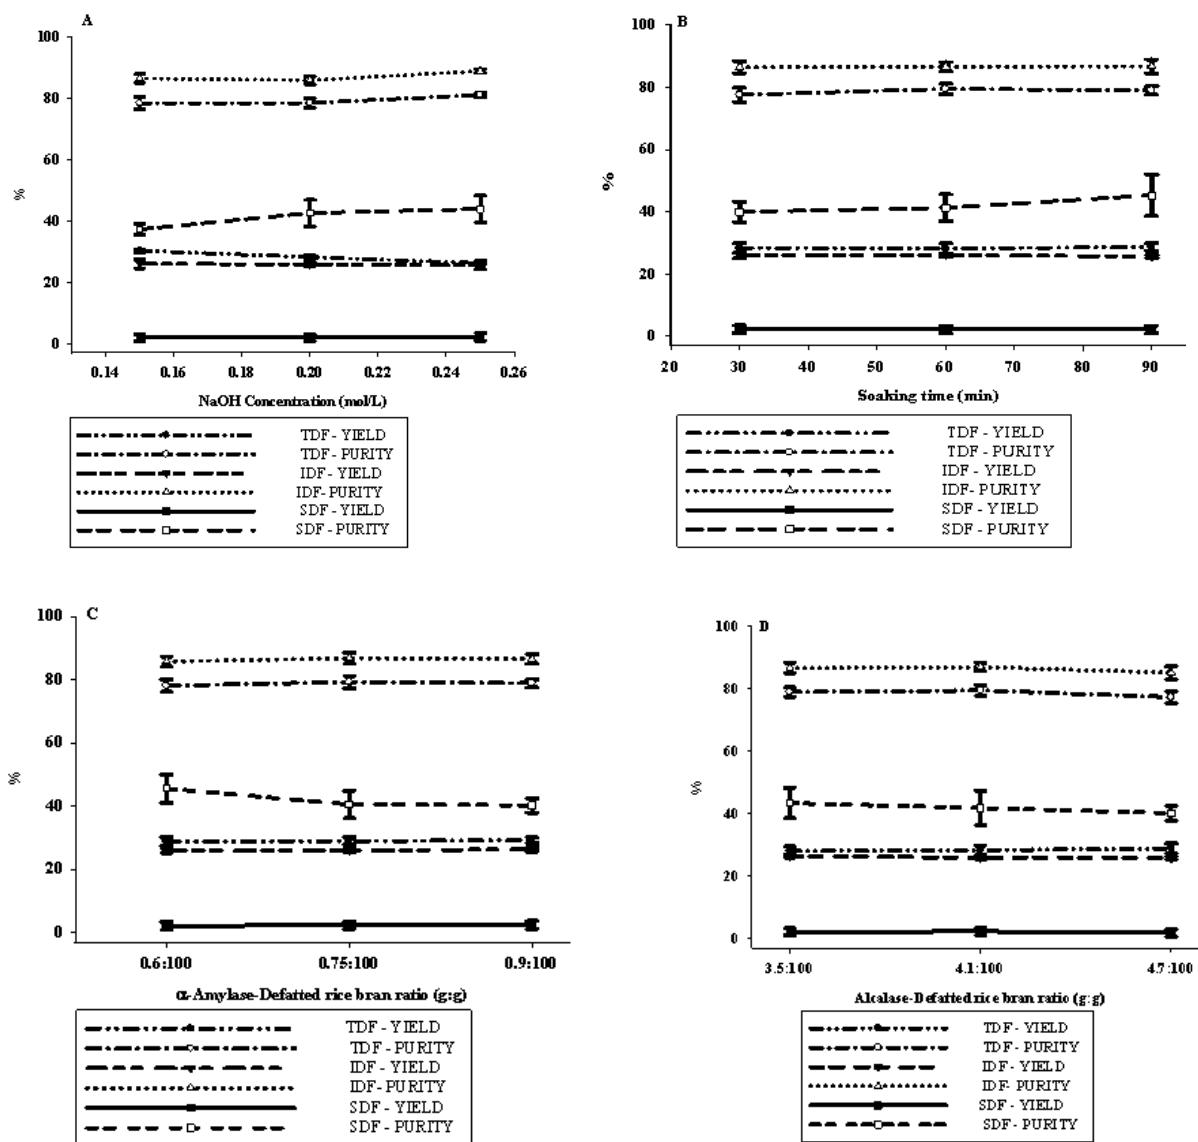 A
100
80
60
40
20
0
%
0.14 0.16 0.18 0.20 0.22 0.24 0.26
NaOH Concentration (mol/L)
TDF - YIELD
TDF - PURITY
IDF - YIELD
IDF- PURITY
SDF - YIELD
SDF - PURITY
B
100
80
60
40
20
0
%
20 30 40 50 60 70 80 90
Soaking time (min)
TDF - YIELD
TDF - PURITY
IDF - YIELD
IDF- PURITY
SDF - YIELD
SDF - PURITY
C
100
80
60
40
20
0
%
0.6:100 0.75:100 0.9:100
α-Amylase-Defatted rice bran ratio (g:g)
TDF - YIELD
TDF - PURITY
IDF - YIELD
IDF- PURITY
SDF - YIELD
SDF - PURITY
D
100
80
60
40
20
0
%
3.5:100 4.1:100 4.7:100
Alcalase-Defatted rice bran ratio (g:g)
TDF - YIELD
TDF - PURITY
IDF - YIELD
IDF- PURITY
SDF - YIELD
SDF - PURITY